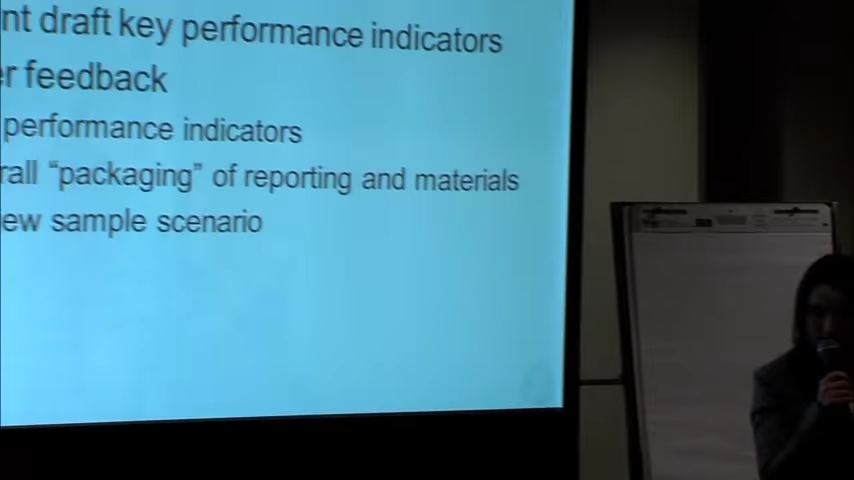 nt draft key performance indicators
r feedback
performance indicators
rall “packaging” of reporting and materials
ew sample scenario